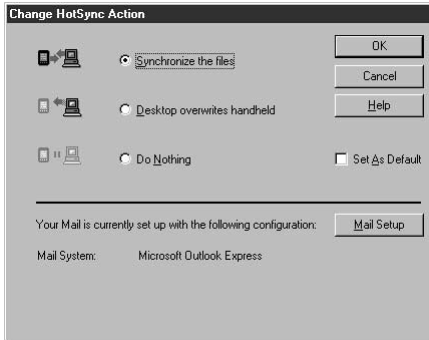 Change HotSync Action
Synchronize the files
OK
Cancel
Desktop overwrites handheld
Help
Do Nothing
Set As Default
Your Mail is currently set up with the following configuration:
Mail Setup
Mail System: Microsoft Outlook Express